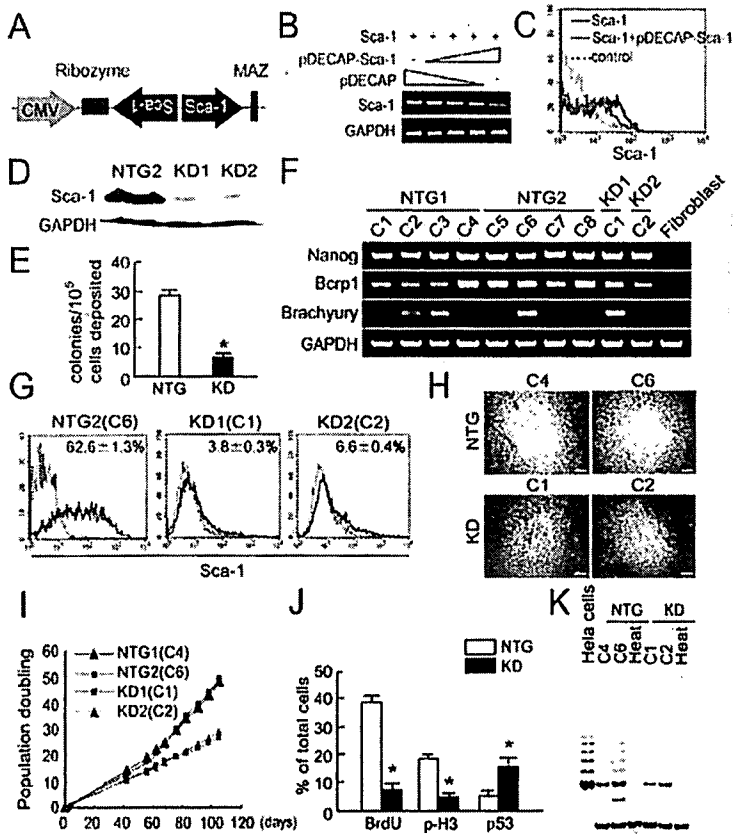 A
Ribozyme
MAZ
CMV
Sca-1
Sca-1
B
Sca-1 + + + + +
pDECAP-Sca-1 -
pDECAP -
Sca-1
GAPDH
C
Sca-1
Sca-1+pDECAP-Sca-1
control
Sca-1
D
NTG2 KD1 KD2
Sca-1
GAPDH
E
colonies/10⁵
cells deposited
40
30
20
10
0
*
NTG KD
F
NTG1 NTG2 KD1 KD2
C1 C2 C3 C4 C5 C6 C7 C8 C1 C2 Fibroblast
Nanog
Bcrp1
Brachyury
GAPDH
G
NTG2(C6) KD1(C1) KD2(C2)
62.6±1.3% 3.8±0.3% 6.6±0.4%
Sca-1
H
C4 C6
NTG
C1 C2
KD
I
Population doubling
60
50
40
30
20
10
0
NTG1(C4)
NTG2(C6)
KD1(C1)
KD2(C2)
0 20 40 60 80 100 120 (days)
J
NTG
KD
% of total cells
50
40
30
20
10
0
* * *
BrdU p-H3 p53
K
NTG KD
Hela cells C4 C6 Heat C1 C2 Heat